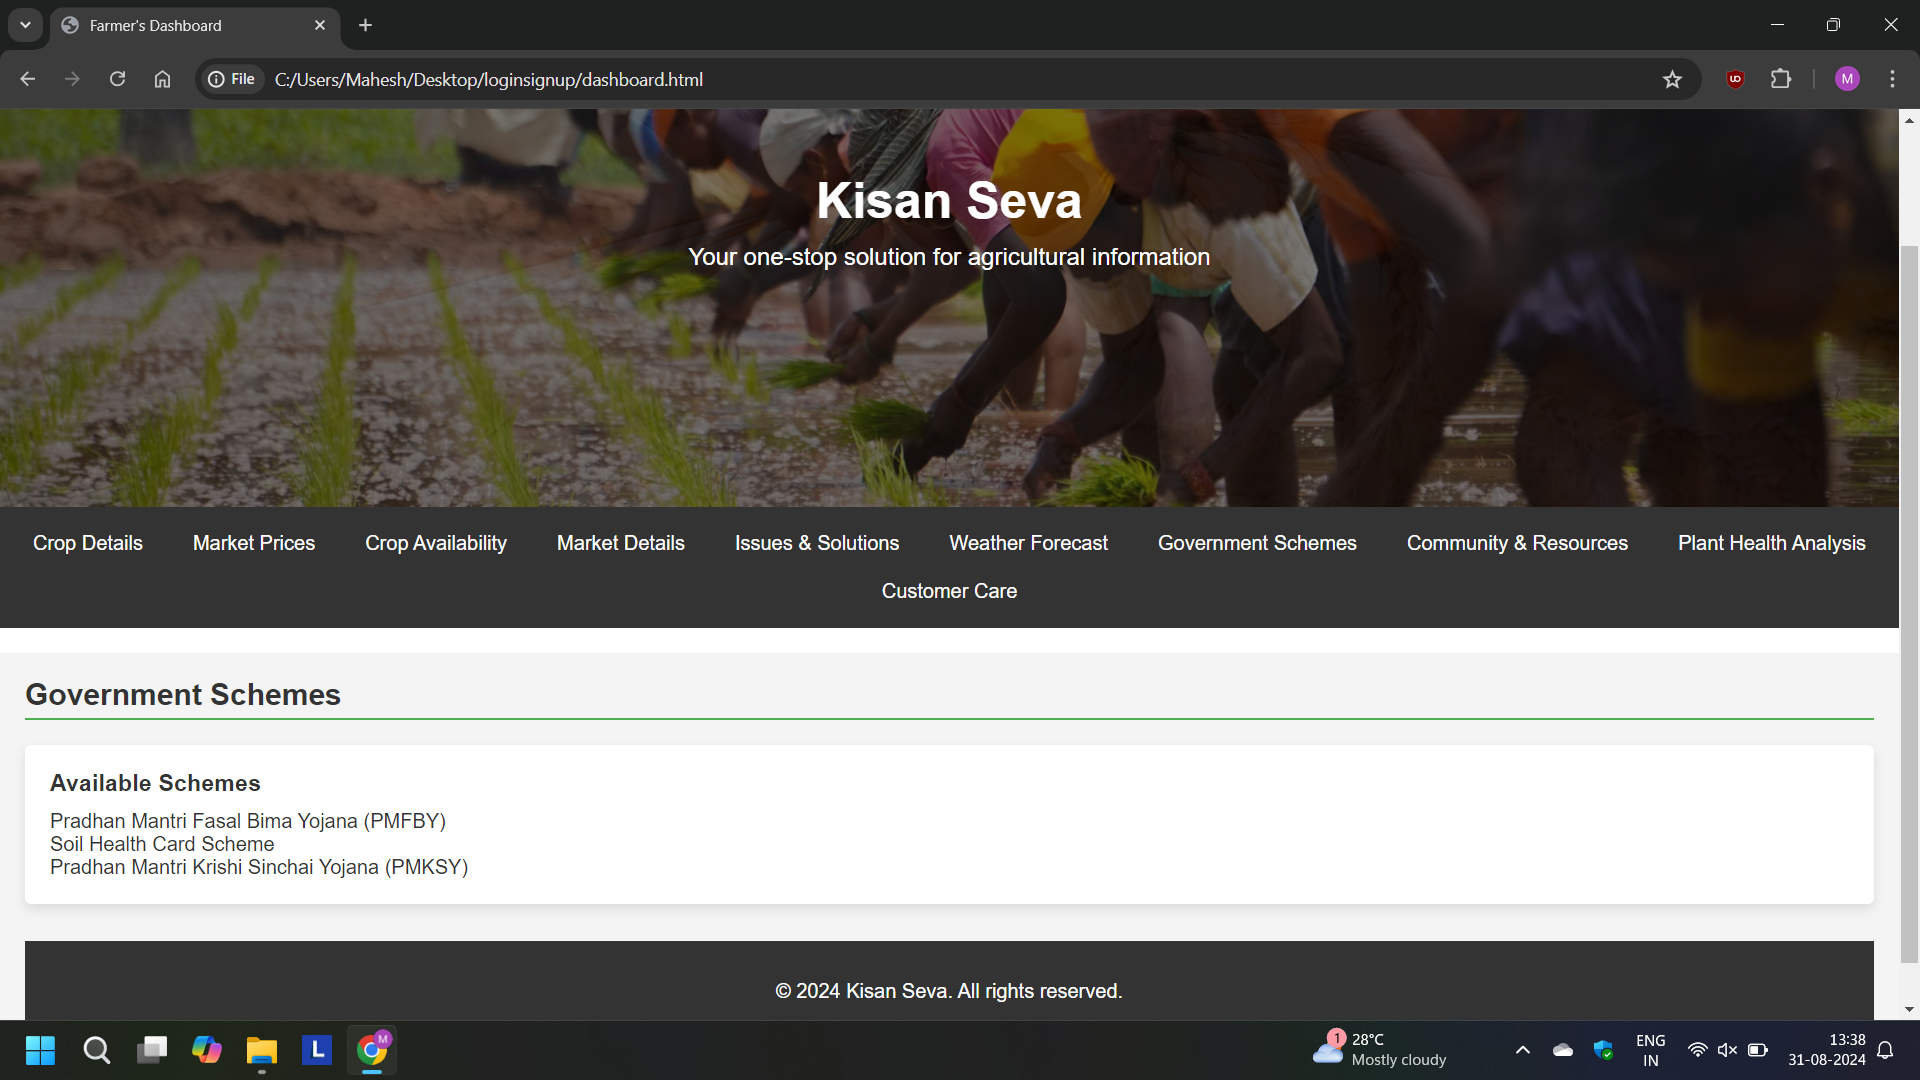 Farmer's Dashboard
File
C:/Users/Mahesh/Desktop/loginsignup/dashboard.html
M
Kisan Seva
Your one-stop solution for agricultural information
Crop Details Market Prices Crop Availability Market Details Issues & Solutions Weather Forecast Government Schemes Community & Resources Plant Health Analysis
Customer Care
Government Schemes
Available Schemes
Pradhan Mantri Fasal Bima Yojana (PMFBY)
Soil Health Card Scheme
Pradhan Mantri Krishi Sinchai Yojana (PMKSY)
© 2024 Kisan Seva. All rights reserved.
L
M
1
28°C
Mostly cloudy
ENG
IN
13:38
31-08-2024